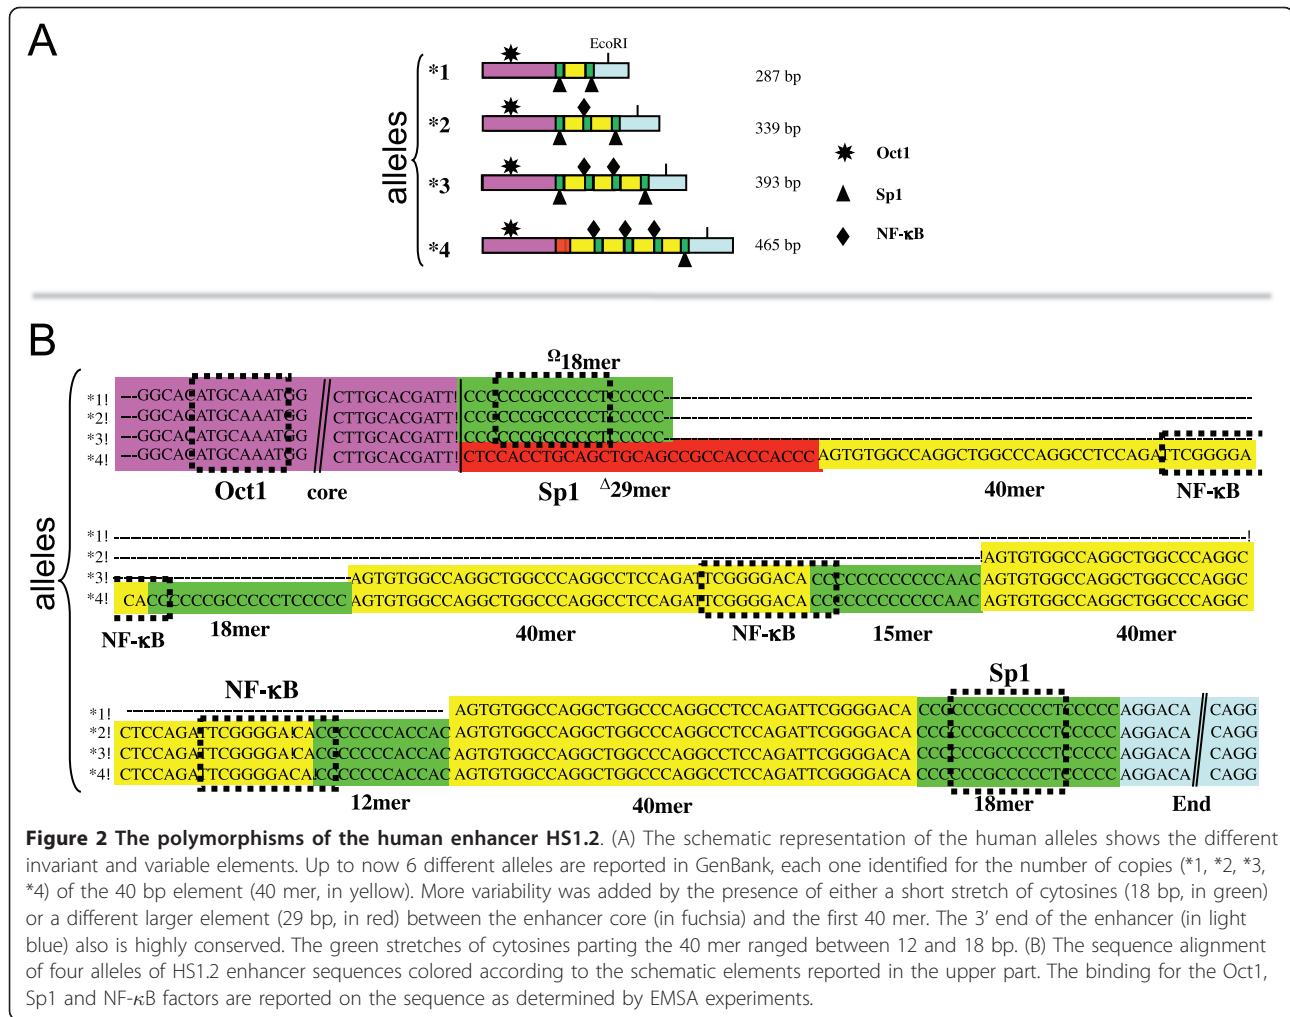 A
alleles
EcoRI
*1
287 bp
*2
339 bp
*3
393 bp
*4
465 bp
Oct1
Sp1
NF-κB
B
alleles
Ω18mer
*1! ---GGCACATGCAAATGG // CTTGCACGATT! CCCCCCGCCCCCTCCCCC
*2! ---GGCACATGCAAATGG CTTGCACGATT! CCCCCCGCCCCCTCCCCC
*3! ---GGCACATGCAAATGG CTTGCACGATT! CCCCCCGCCCCCTCCCCC
*4! ---GGCACATGCAAATGG CTTGCACGATT! CTCCACCTGCAGCTGCAGCCGCCACCCACCC AGTGTGGCCAGGCTGGCCCAGGCCTCCAGATTCGGGGA
Oct1 core Sp1 Δ29mer 40mer NF-κB
*1! !
*2! !AGTGTGGCCAGGCTGGCCCAGGC
*3! AGTGTGGCCAGGCTGGCCCAGGCCTCCAGATTCGGGGACA CCCCCCCCCCCCAAC AGTGTGGCCAGGCTGGCCCAGGC
*4! CACCCCCCGCCCCCTCCCCC AGTGTGGCCAGGCTGGCCCAGGCCTCCAGATTCGGGGACA CCCCCCCCCCCCAAC AGTGTGGCCAGGCTGGCCCAGGC
NF-κB 18mer 40mer NF-κB 15mer 40mer
NF-κB Sp1
*1! AGTGTGGCCAGGCTGGCCCAGGCCTCCAGATTCGGGGACA CCCCCCGCCCCCTCCCCC AGGACA // CAGG
*2! CTCCAGATTCGGGGACACCCCCCCACCAC AGTGTGGCCAGGCTGGCCCAGGCCTCCAGATTCGGGGACA CCCCCCGCCCCCTCCCCC AGGACA CAGG
*3! CTCCAGATTCGGGGACACCCCCCCACCAC AGTGTGGCCAGGCTGGCCCAGGCCTCCAGATTCGGGGACA CCCCCCGCCCCCTCCCCC AGGACA CAGG
*4! CTCCAGATTCGGGGACACCCCCCCACCAC AGTGTGGCCAGGCTGGCCCAGGCCTCCAGATTCGGGGACA CCCCCCGCCCCCTCCCCC AGGACA CAGG
12mer 40mer 18mer End
Figure 2 The polymorphisms of the human enhancer HS1.2. (A) The schematic representation of the human alleles shows the different
invariant and variable elements. Up to now 6 different alleles are reported in GenBank, each one identified for the number of copies (*1, *2, *3,
*4) of the 40 bp element (40 mer, in yellow). More variability was added by the presence of either a short stretch of cytosines (18 bp, in green)
or a different larger element (29 bp, in red) between the enhancer core (in fuchsia) and the first 40 mer. The 3' end of the enhancer (in light
blue) also is highly conserved. The green stretches of cytosines parting the 40 mer ranged between 12 and 18 bp. (B) The sequence alignment
of four alleles of HS1.2 enhancer sequences colored according to the schematic elements reported in the upper part. The binding for the Oct1,
Sp1 and NF-κB factors are reported on the sequence as determined by EMSA experiments.